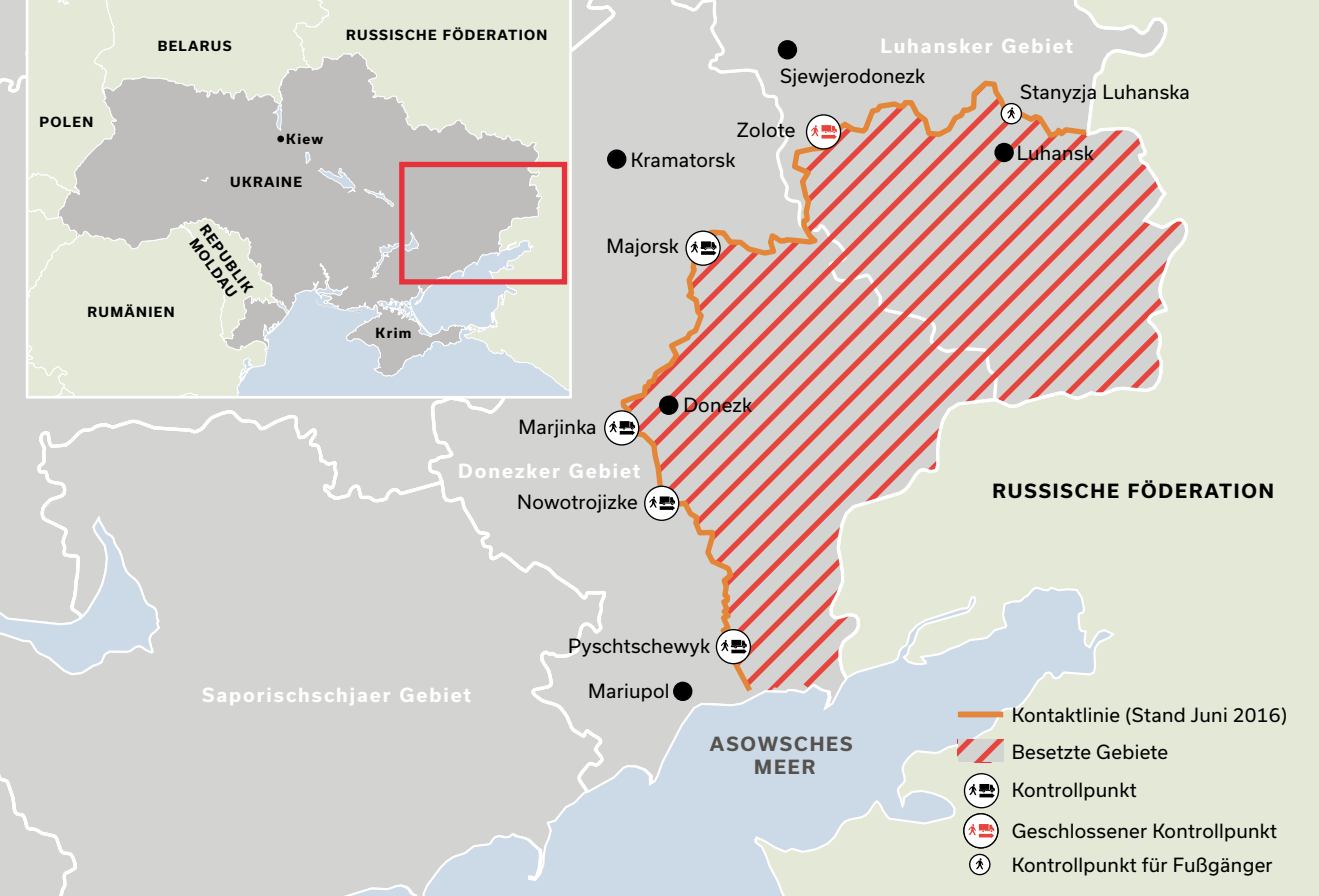 BELARUS
RUSSISCHE FÖDERATION
POLEN
Kiew
UKRAINE
REPUBLIK
MOLDAU
RUMÄNIEN
Krim
Luhansker Gebiet
Sjewjerodonezk
Stanyzja Luhanska
Zolote
Luhansk
Kramatorsk
Majorsk
Donezk
Marjinka
Donezker Gebiet
Nowotrojizke
RUSSISCHE FÖDERATION
Pyschtschewyk
Mariupol
Saporischschjaer Gebiet
ASOWSCHES
MEER
Kontaktlinie (Stand Juni 2016)
Besetzte Gebiete
Kontrollpunkt
Geschlossener Kontrollpunkt
Kontrollpunkt für Fußgänger